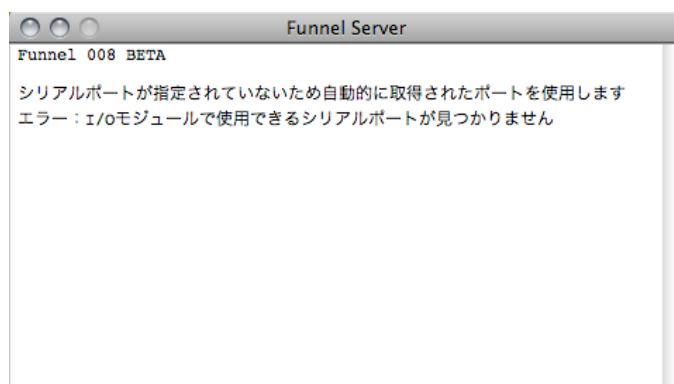 Funnel Server
Funnel 008 BETA
シリアルポートが指定されていないため自動的に取得されたポートを使用します
エラー：I/Oモジュールで使用できるシリアルポートが見つかりません